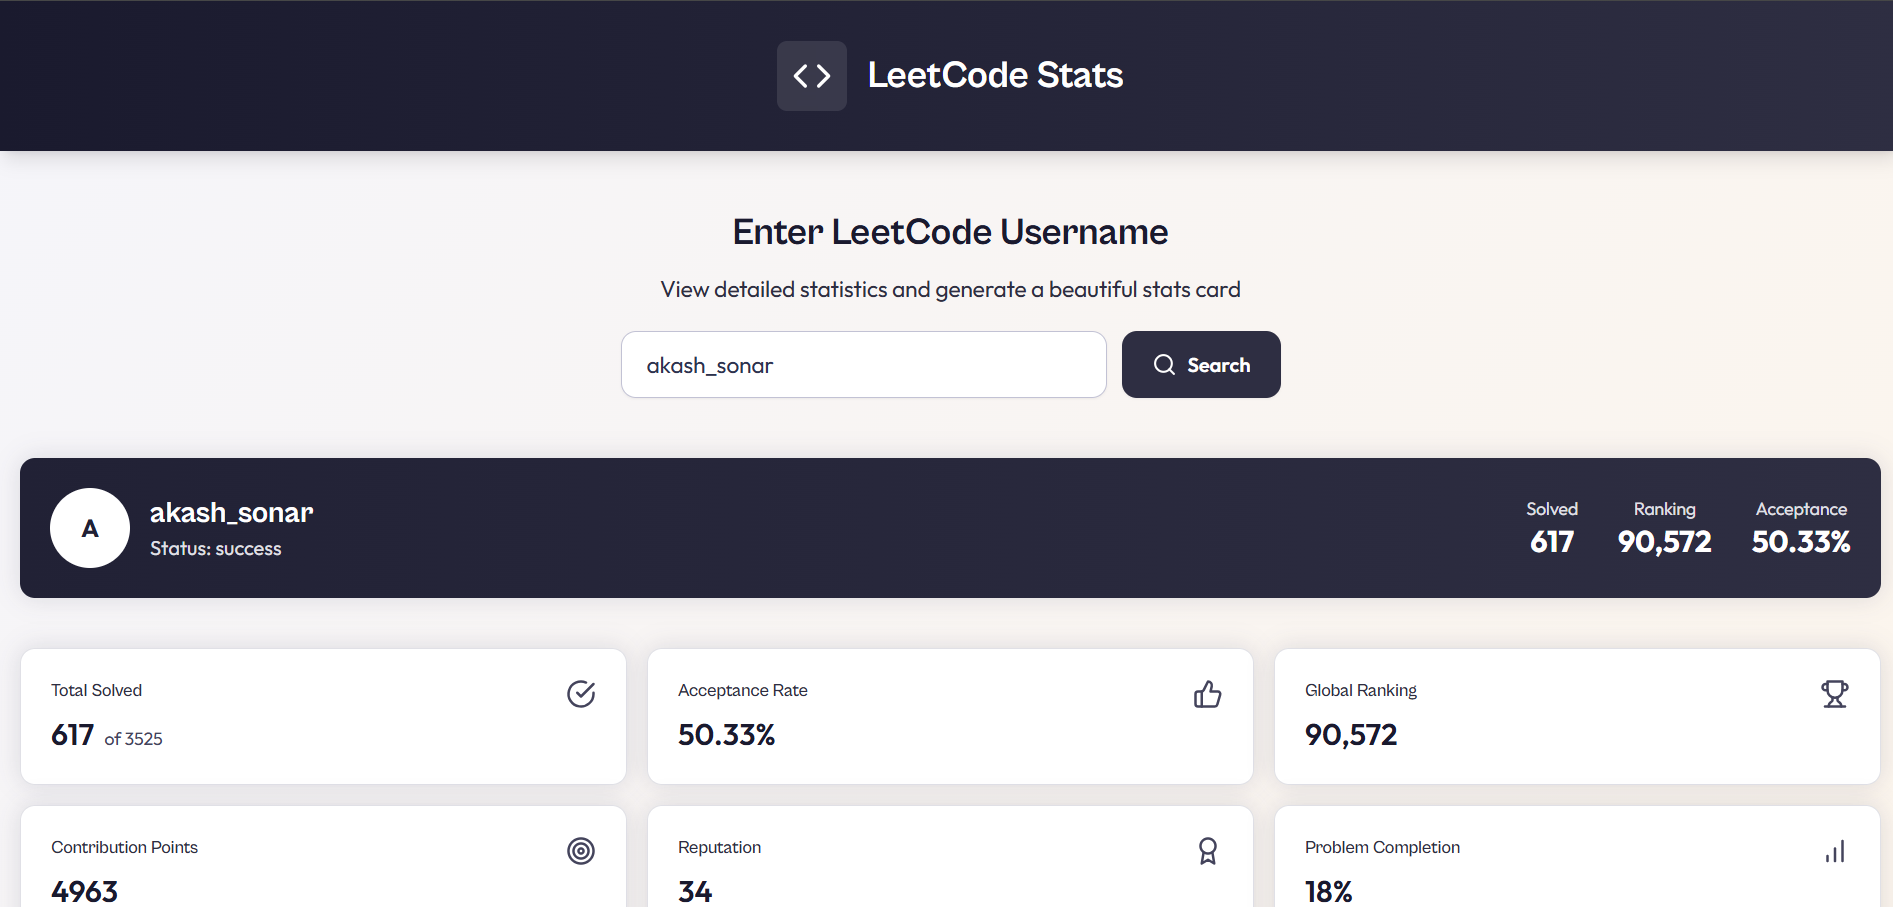 LeetCode Stats
Enter LeetCode Username
View detailed statistics and generate a beautiful stats card
akash_sonar
Search
A
akash_sonar
Status: success
Solved
617
Ranking
90,572
Acceptance
50.33%
Total Solved
617 of 3525
Acceptance Rate
50.33%
Global Ranking
90,572
Contribution Points
4963
Reputation
34
Problem Completion
18%